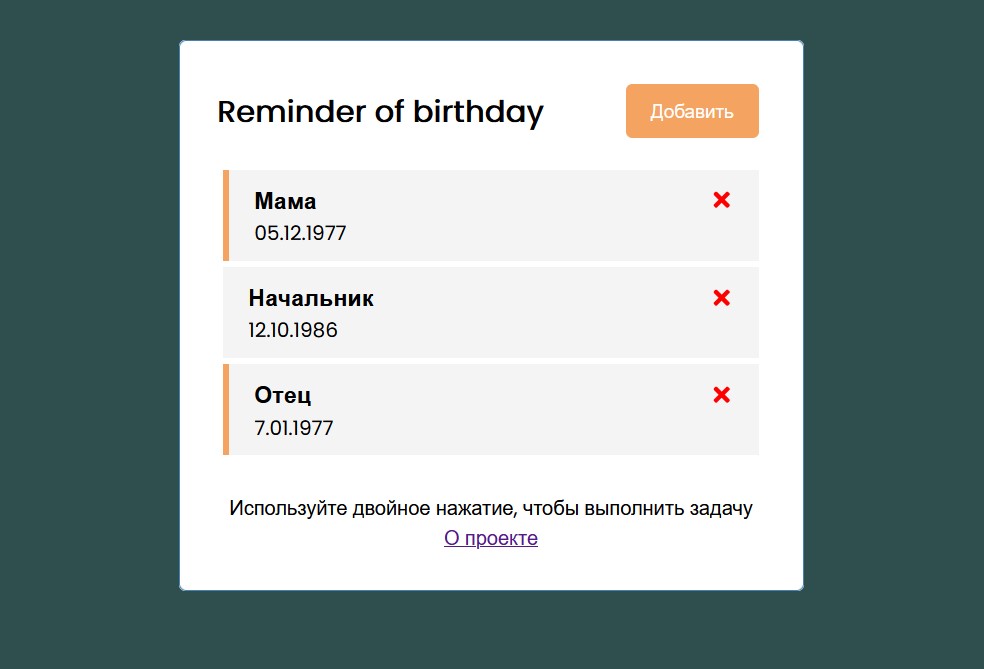 Reminder of birthday
Добавить
Мама
05.12.1977
Начальник
12.10.1986
Отец
7.01.1977
Используйте двойное нажатие, чтобы выполнить задачу
О проекте